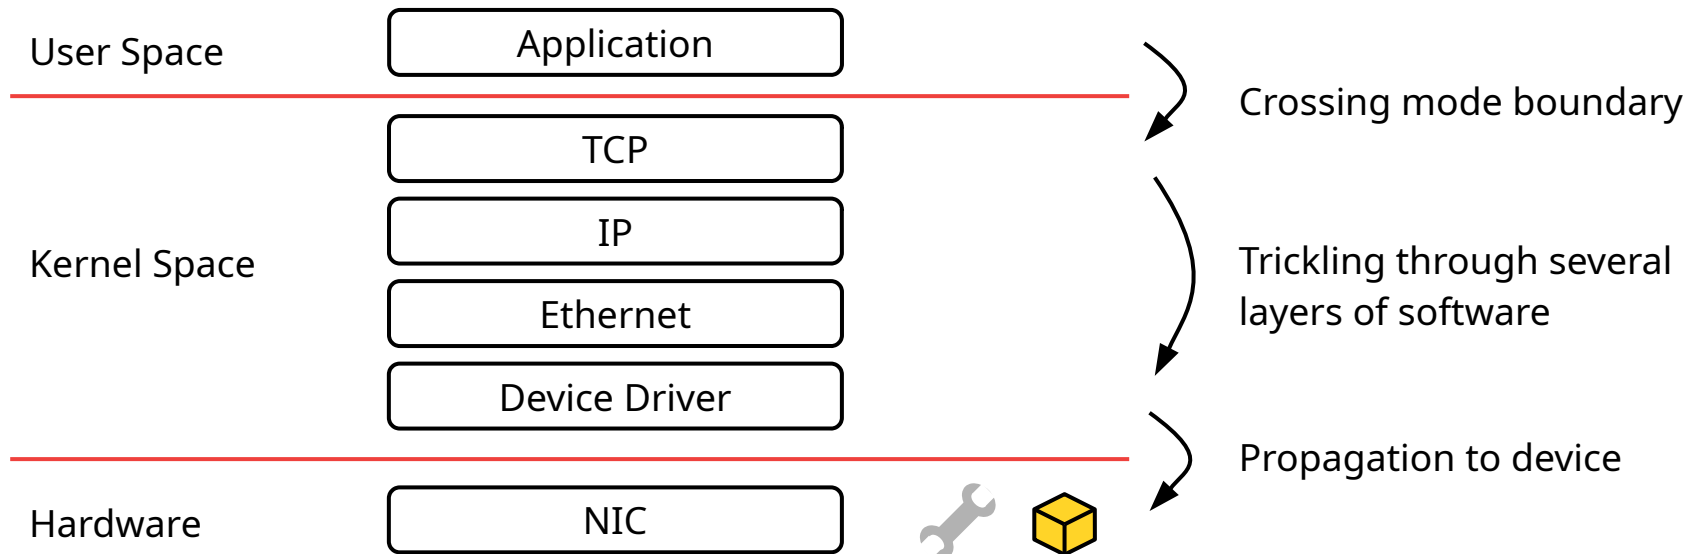 User Space
Application
Crossing mode boundary
TCP
IP
Kernel Space
Trickling through several
layers of software
Ethernet
Device Driver
Propagation to device
Hardware
NIC